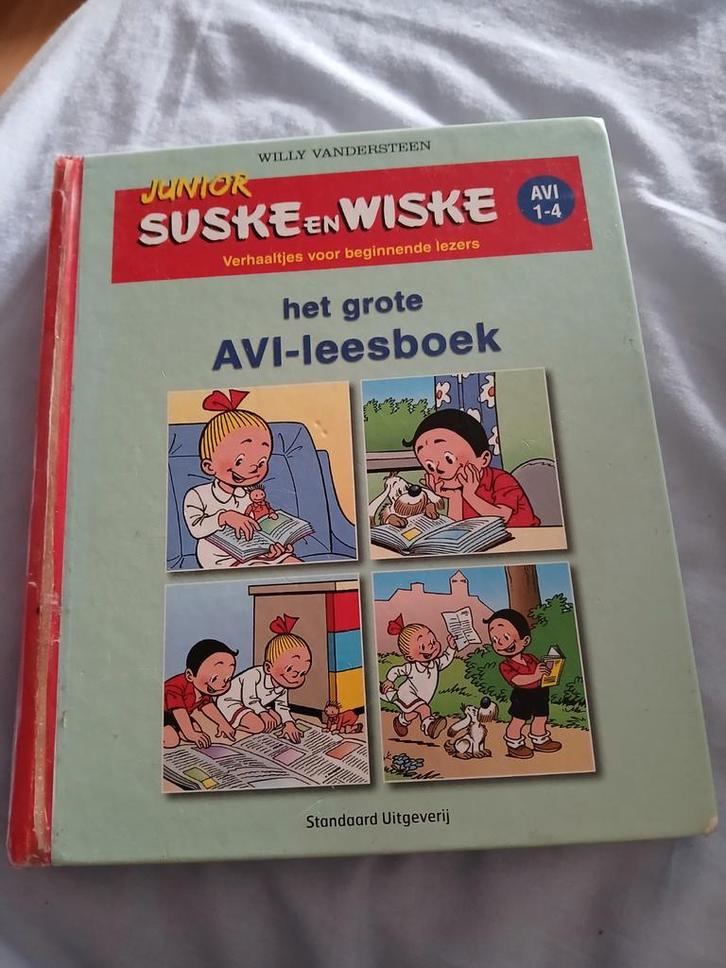 WILLY VANDERSTEEN
JUNIOR
SUSKE EN WISKE
AVI
1-4
Verhaaltjes voor beginnende lezers
het grote
AVI-leesboek
Standaard Uitgeverij